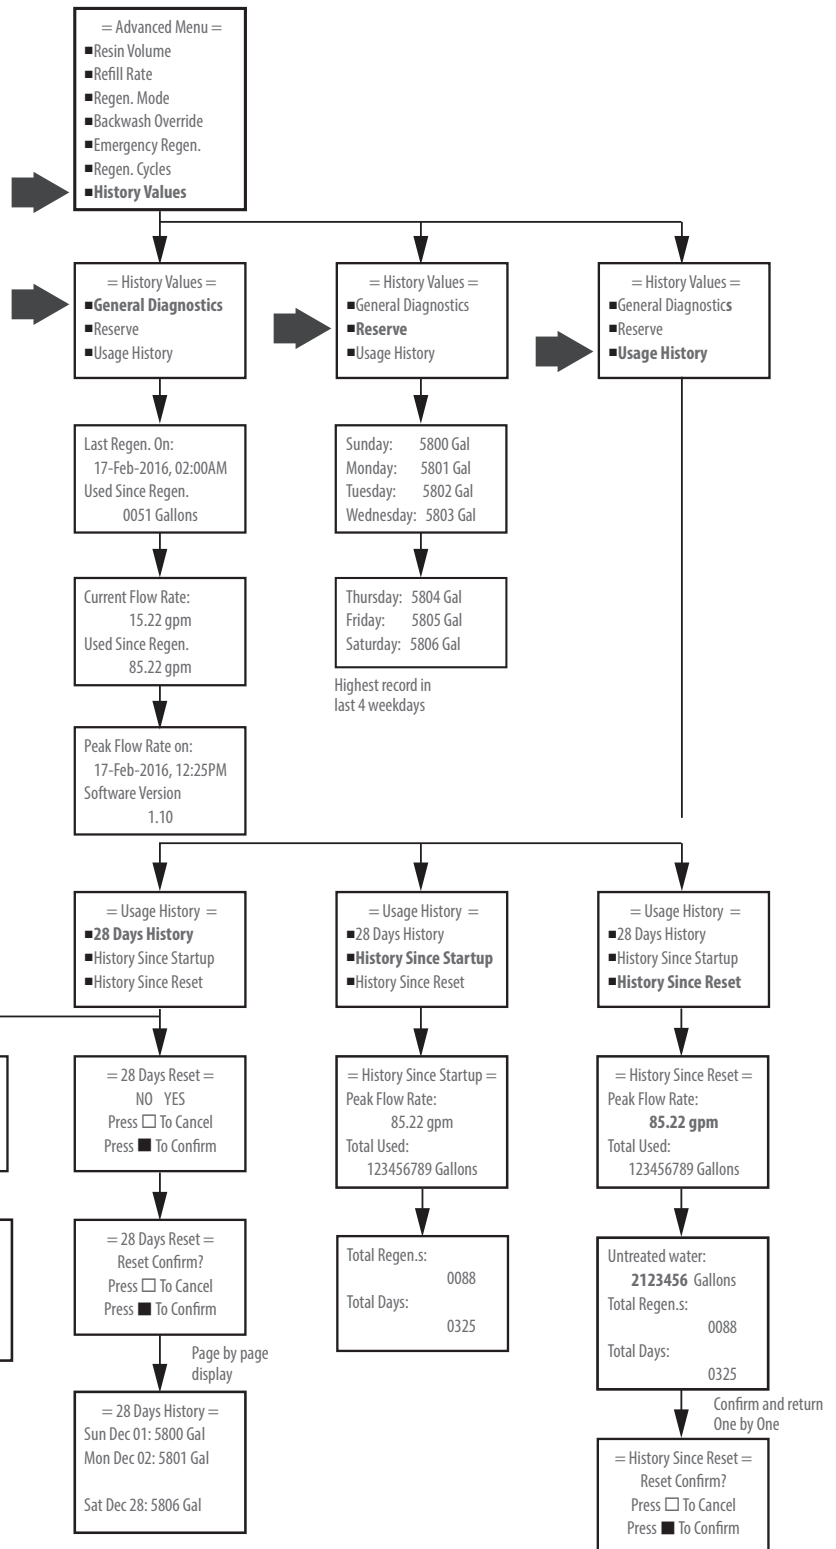 = Advanced Menu =
■Resin Volume
■Refill Rate
■Regen. Mode
■Backwash Override
■Emergency Regen.
■Regen. Cycles
■History Values
= History Values =
■General Diagnostics
■Reserve
■Usage History
= History Values =
■General Diagnostics
■Reserve
■Usage History
= History Values =
■General Diagnostics
■Reserve
■Usage History
Last Regen. On:
17-Feb-2016, 02:00AM
Used Since Regen.
0051 Gallons
Sunday: 5800 Gal
Monday: 5801 Gal
Tuesday: 5802 Gal
Wednesday: 5803 Gal
Current Flow Rate:
15.22 gpm
Used Since Regen.
85.22 gpm
Thursday: 5804 Gal
Friday: 5805 Gal
Saturday: 5806 Gal
Highest record in
last 4 weekdays
Peak Flow Rate on:
17-Feb-2016, 12:25PM
Software Version
1.10
= Usage History =
■28 Days History
■History Since Startup
■History Since Reset
= Usage History =
■28 Days History
■History Since Startup
■History Since Reset
= Usage History =
■28 Days History
■History Since Startup
■History Since Reset
= 28 Days Reset =
NO YES
Press □ To Cancel
Press ■ To Confirm
= History Since Startup =
Peak Flow Rate:
85.22 gpm
Total Used:
123456789 Gallons
= History Since Reset =
Peak Flow Rate:
85.22 gpm
Total Used:
123456789 Gallons
= 28 Days Reset =
Reset Confirm?
Press □ To Cancel
Press ■ To Confirm
Total Regen.s:
0088
Total Days:
0325
Untreated water:
2123456 Gallons
Total Regen.s:
0088
Total Days:
0325
Page by page
display
Confirm and return
One by One
= 28 Days History =
Sun Dec 01: 5800 Gal
Mon Dec 02: 5801 Gal
Sat Dec 28: 5806 Gal
= History Since Reset =
Reset Confirm?
Press □ To Cancel
Press ■ To Confirm